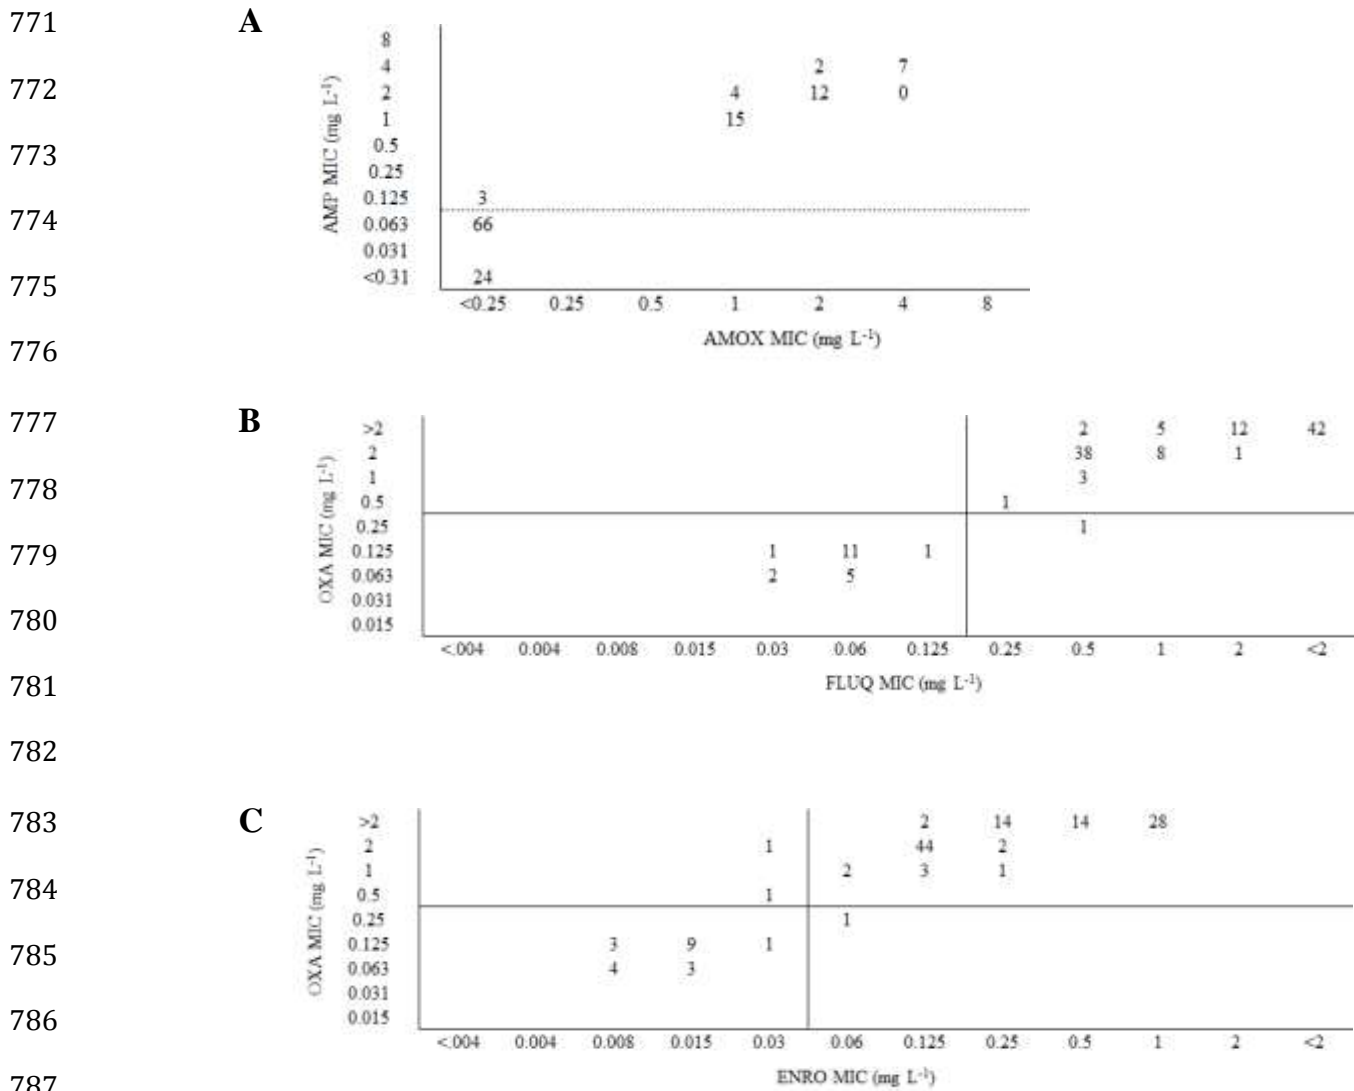 771
A
8
4 2 7
772
2 4 12 0
1 15
773
0.5
0.25
0.125 3
774
0.063 66
0.031
775
<0.31 24
<0.25 0.25 0.5 1 2 4 8
AMP MIC (mg L-1)
AMOX MIC (mg L-1)
776
777
B
>2 2 5 12 42
2 38 8 1
778
1 3
0.5 1
0.25 1
779
0.125 1 11 1
0.063 2 5
0.031
780
0.015
<.004 0.004 0.008 0.015 0.03 0.06 0.125 0.25 0.5 1 2 <2
OXA MIC (mg L-1)
781
FLUQ MIC (mg L-1)
782
783
C
>2 2 14 14 28
2 1 44 2
784
1 2 3 1
0.5 1
0.25 1
785
0.125 3 9 1
0.063 4 3
0.031
786
0.015
<.004 0.004 0.008 0.015 0.03 0.06 0.125 0.25 0.5 1 2 <2
OXA MIC (mg L-1)
787
ENRO MIC (mg L-1)